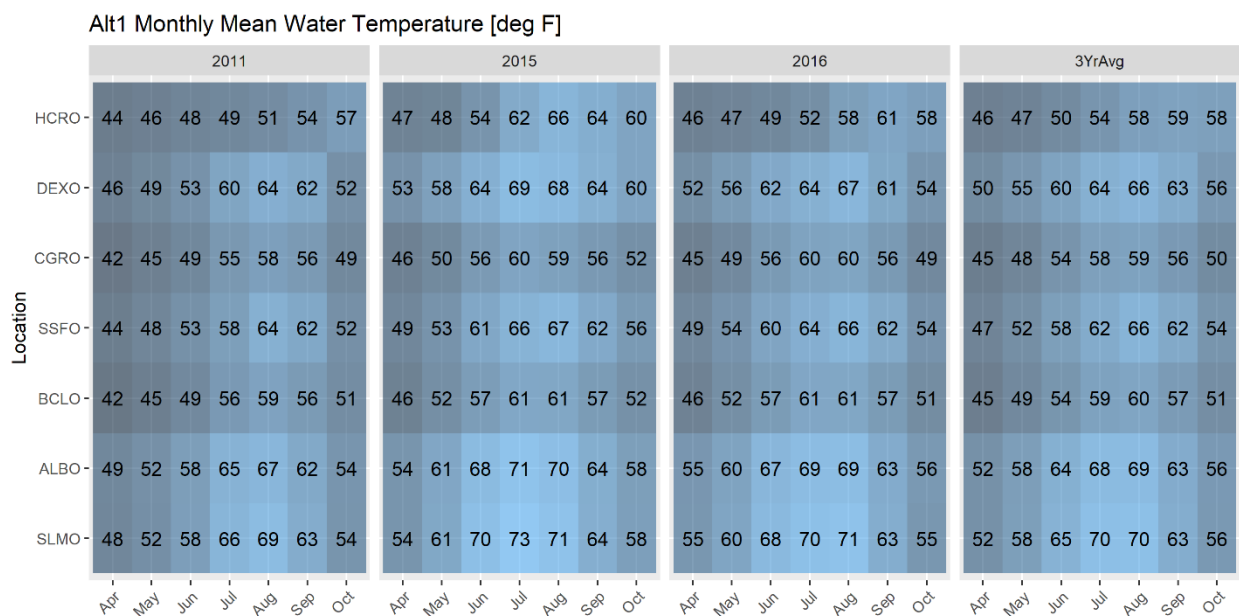 Alt1 Monthly Mean Water Temperature [deg F]
2011 2015 2016 3YrAvg
HCRO 44 46 48 49 51 54 57 47 48 54 62 66 64 60 46 47 49 52 58 61 58 46 47 50 54 58 59 58
DEXO 46 49 53 60 64 62 52 53 58 64 69 68 64 60 52 56 62 64 67 61 54 50 55 60 64 66 63 56
CGRO 42 45 49 55 58 56 49 46 50 56 60 59 56 52 45 49 56 60 60 56 49 45 48 54 58 59 56 50
SSFO 44 48 53 58 64 62 52 49 53 61 66 67 62 56 49 54 60 64 66 62 54 47 52 58 62 66 62 54
BCLO 42 45 49 56 59 56 51 46 52 57 61 61 57 52 46 52 57 61 61 57 51 45 49 54 59 60 57 51
ALBO 49 52 58 65 67 62 54 54 61 68 71 70 64 58 55 60 67 69 69 63 56 52 58 64 68 69 63 56
SLMO 48 52 58 66 69 63 54 54 61 70 73 71 64 58 55 60 68 70 71 63 55 52 58 65 70 70 63 56
Apr May Jun Jul Aug Sep Oct Apr May Jun Jul Aug Sep Oct Apr May Jun Jul Aug Sep Oct Apr May Jun Jul Aug Sep Oct
Location